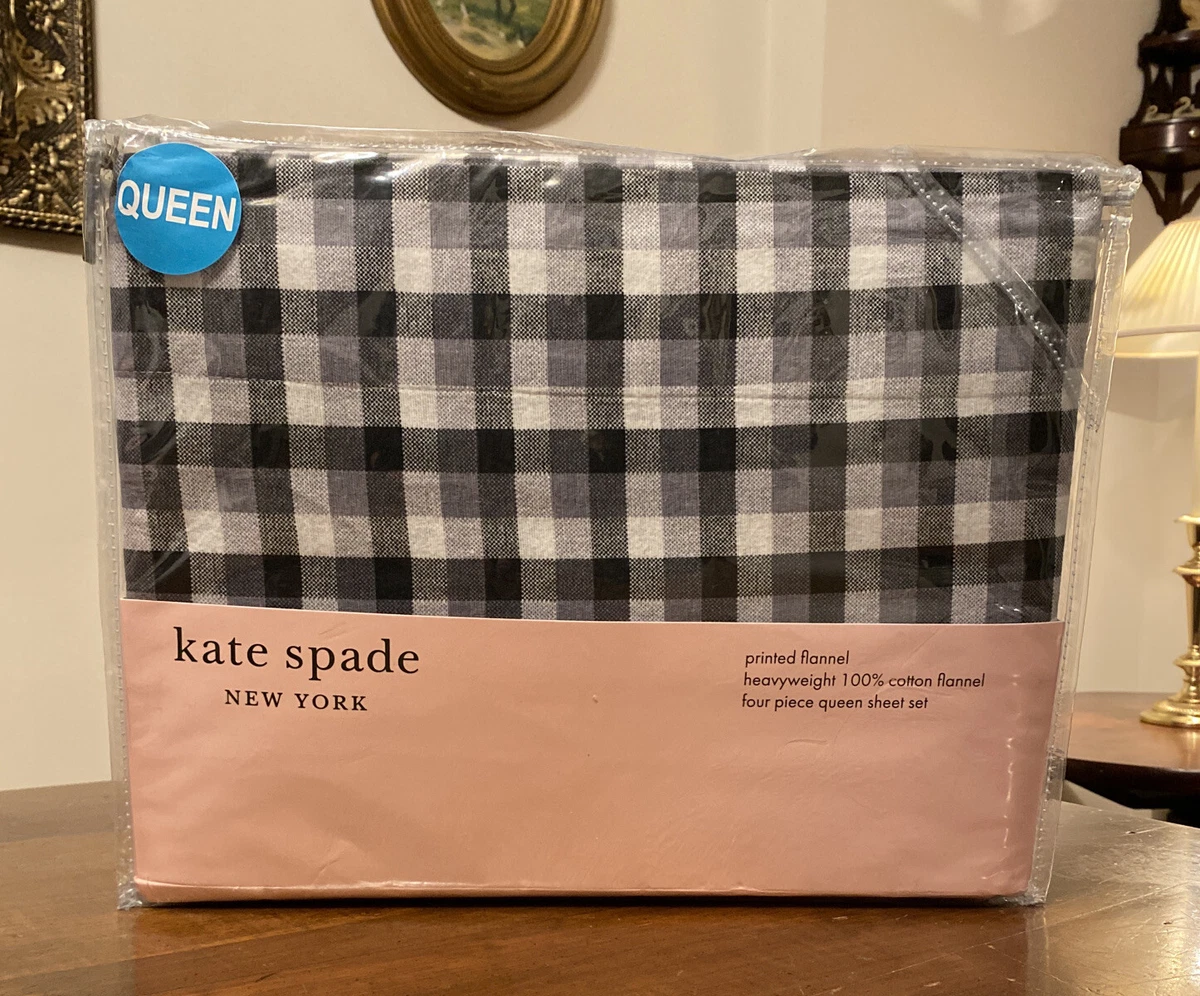 QUEEN
kate spade
NEW YORK
printed flannel
heavyweight 100% cotton flannel
four piece queen sheet set